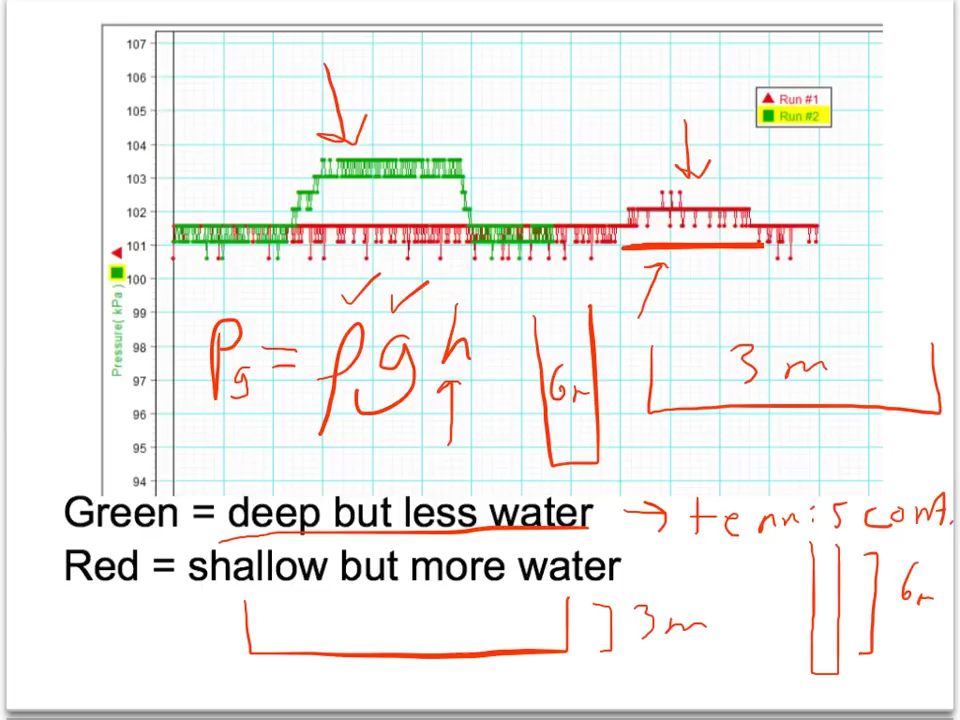 107
106
105
104
103
102
101
100
99
98
97
96
95
94
Pressure( kPa )
Run #1
Run #2
Pg = ρgh
6m
3 m
Green = deep but less water → tennis cont.
Red = shallow but more water
3m
6m